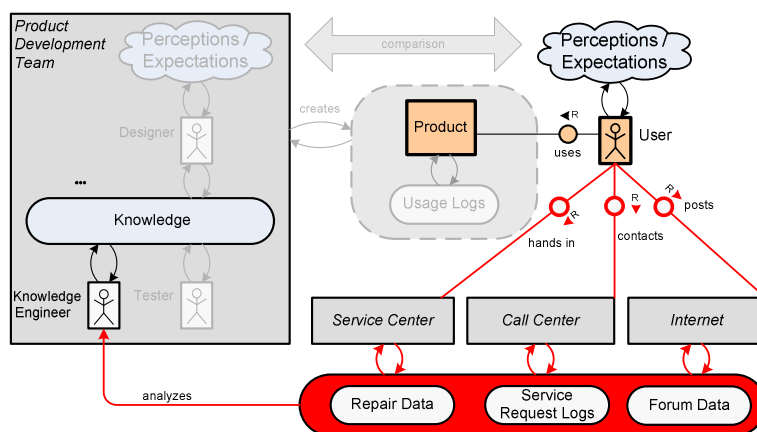 Product
Development
Team
Perceptions /
Expectations
comparison
Perceptions /
Expectations
Designer
creates
Product
R
uses
User
...
Knowledge
Usage Logs
R
R
R
posts
hands in
contacts
Knowledge
Engineer
Tester
Service Center
Call Center
Internet
analyzes
Repair Data
Service
Request Logs
Forum Data